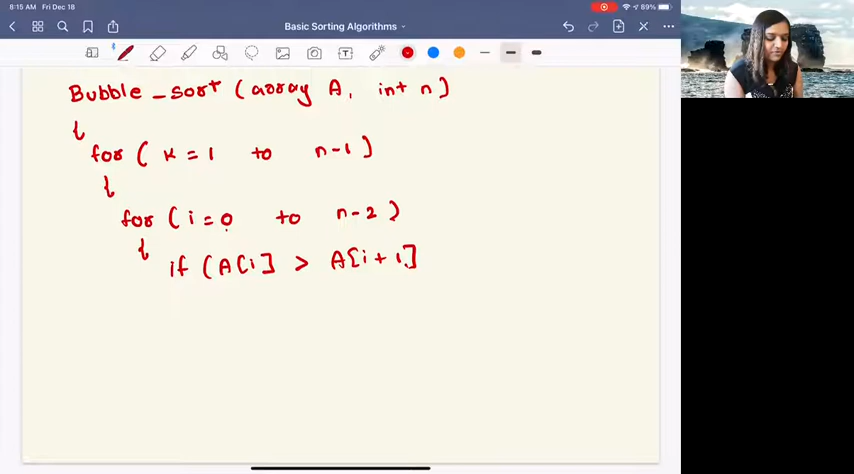 8:15 AM Fri Dec 18
89%
Basic Sorting Algorithms
Bubble_sort (array A, int n)
{
for ( k = 1 to n-1 )
{
for ( i = 0 to n-2 )
{
if (A[i] > A[i+1]